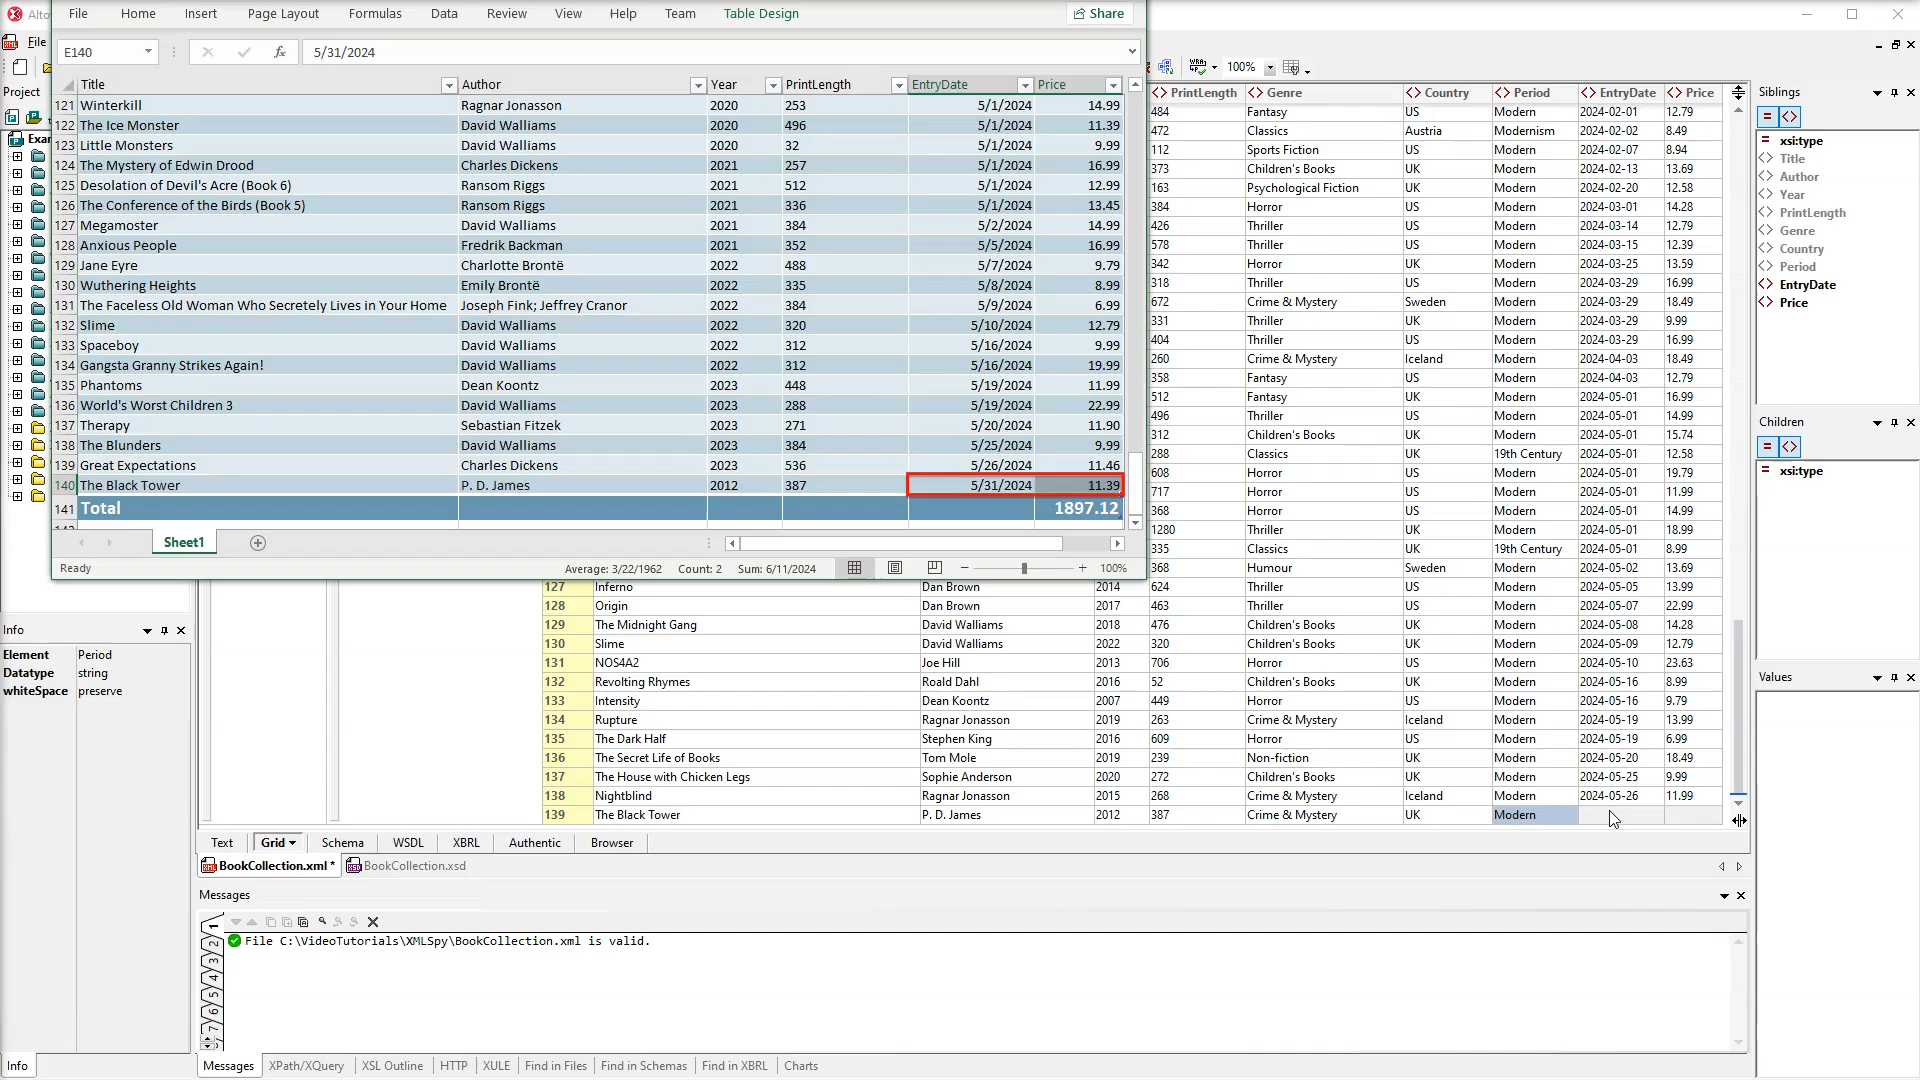 Alto
File Home Insert Page Layout Formulas Data Review View Help Team Table Design Share
File
E140 fx 5/31/2024
100%
Project
Title Author Year PrintLength EntryDate Price
121 Winterkill Ragnar Jonasson 2020 253 5/1/2024 14.99
122 The Ice Monster David Walliams 2020 496 5/1/2024 11.39
123 Little Monsters David Walliams 2020 32 5/1/2024 9.99
124 The Mystery of Edwin Drood Charles Dickens 2021 257 5/1/2024 16.99
125 Desolation of Devil's Acre (Book 6) Ransom Riggs 2021 512 5/1/2024 12.99
126 The Conference of the Birds (Book 5) Ransom Riggs 2021 336 5/1/2024 13.45
127 Megamoster David Walliams 2021 384 5/2/2024 14.99
128 Anxious People Fredrik Backman 2021 352 5/5/2024 16.99
129 Jane Eyre Charlotte Brontë 2022 488 5/7/2024 9.79
130 Wuthering Heights Emily Brontë 2022 335 5/8/2024 8.99
131 The Faceless Old Woman Who Secretely Lives in Your Home Joseph Fink; Jeffrey Cranor 2022 384 5/9/2024 6.99
132 Slime David Walliams 2022 320 5/10/2024 12.79
133 Spaceboy David Walliams 2022 312 5/16/2024 9.99
134 Gangsta Granny Strikes Again! David Walliams 2022 312 5/16/2024 19.99
135 Phantoms Dean Koontz 2023 448 5/19/2024 11.99
136 World's Worst Children 3 David Walliams 2023 288 5/19/2024 22.99
137 Therapy Sebastian Fitzek 2023 271 5/20/2024 11.90
138 The Blunders David Walliams 2023 384 5/25/2024 9.99
139 Great Expectations Charles Dickens 2023 536 5/26/2024 11.46
140 The Black Tower P. D. James 2012 387 5/31/2024 11.39
141 Total 1897.12
Sheet1
Ready Average: 3/22/1962 Count: 2 Sum: 6/11/2024 100%
Exan
PrintLength Genre Country Period EntryDate Price
484 Fantasy US Modern 2024-02-01 12.79
472 Classics Austria Modernism 2024-02-02 8.49
112 Sports Fiction US Modern 2024-02-07 8.94
373 Children's Books UK Modern 2024-02-13 13.69
163 Psychological Fiction UK Modern 2024-02-20 12.58
384 Horror US Modern 2024-03-01 14.28
426 Thriller US Modern 2024-03-14 12.79
578 Thriller US Modern 2024-03-15 12.39
342 Horror UK Modern 2024-03-25 13.59
318 Thriller US Modern 2024-03-29 16.99
672 Crime & Mystery Sweden Modern 2024-03-29 18.49
331 Thriller UK Modern 2024-03-29 9.99
404 Thriller UK Modern 2024-03-29 16.99
260 Crime & Mystery Iceland Modern 2024-04-03 18.49
358 Fantasy US Modern 2024-04-03 12.79
512 Fantasy UK Modern 2024-05-01 16.99
496 Thriller US Modern 2024-05-01 14.99
312 Children's Books UK Modern 2024-05-01 15.74
288 Classics UK 19th Century 2024-05-01 12.58
608 Horror US Modern 2024-05-01 19.79
717 Horror US Modern 2024-05-01 11.99
368 Horror US Modern 2024-05-01 14.99
1280 Thriller UK Modern 2024-05-01 18.99
335 Classics UK 19th Century 2024-05-01 8.99
368 Humour Sweden Modern 2024-05-02 13.69
127 Inferno Dan Brown 2014 624 Thriller US Modern 2024-05-05 13.99
128 Origin Dan Brown 2017 463 Thriller US Modern 2024-05-07 22.99
129 The Midnight Gang David Walliams 2018 476 Children's Books UK Modern 2024-05-08 14.28
130 Slime David Walliams 2022 320 Children's Books UK Modern 2024-05-09 12.79
131 NOS4A2 Joe Hill 2013 706 Horror US Modern 2024-05-10 23.63
132 Revolting Rhymes Roald Dahl 2016 52 Children's Books UK Modern 2024-05-16 8.99
133 Intensity Dean Koontz 2007 449 Horror US Modern 2024-05-16 9.79
134 Rupture Ragnar Jonasson 2019 263 Crime & Mystery Iceland Modern 2024-05-19 13.99
135 The Dark Half Stephen King 2016 609 Horror US Modern 2024-05-19 6.99
136 The Secret Life of Books Tom Mole 2019 239 Non-fiction UK Modern 2024-05-20 18.49
137 The House with Chicken Legs Sophie Anderson 2020 272 Children's Books UK Modern 2024-05-25 9.99
138 Nightblind Ragnar Jonasson 2015 268 Crime & Mystery Iceland Modern 2024-05-26 11.99
139 The Black Tower P. D. James 2012 387 Crime & Mystery UK Modern
Siblings
= xsi:type
Title
Author
Year
PrintLength
Genre
Country
Period
EntryDate
Price
Children
= xsi:type
Values
Info
Element Period
Datatype string
whiteSpace preserve
Info
Text Grid Schema WSDL XBRL Authentic Browser
BookCollection.xml * BookCollection.xsd
Messages
1
2
3
4
5
6
7
File C:\VideoTutorials\XMLSpy\BookCollection.xml is valid.
Messages XPath/XQuery XSL Outline HTTP XULE Find in Files Find in Schemas Find in XBRL Charts